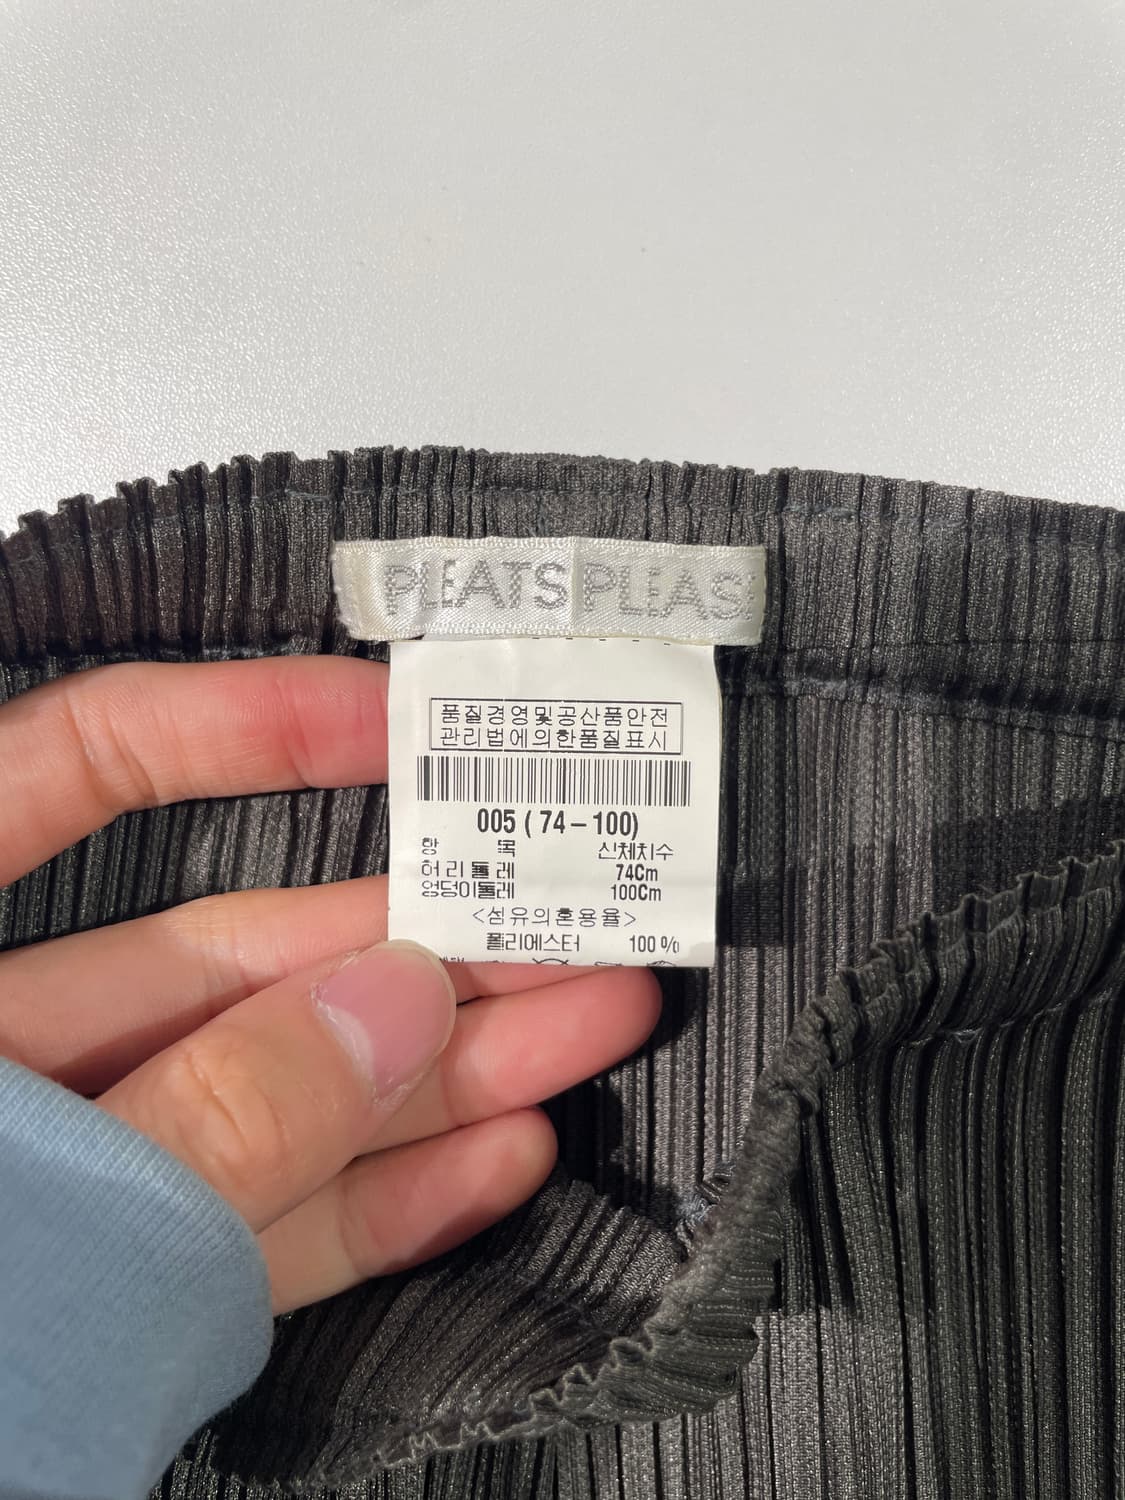 PLEATS PLEAS
품질경영및공산품안전
관리법에의한품질표시
005 ( 74 – 100)
항 목 신체치수
허리둘레 74Cm
엉덩이둘레 100Cm
<섬유의혼용율>
폴리에스터 100 %